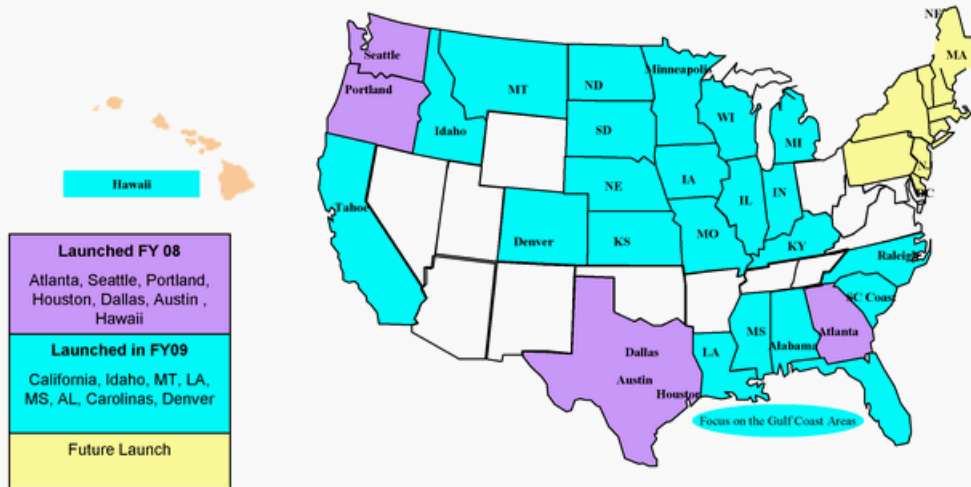 NE
MA
Seattle
Minneapolis
Portland
MT
ND
WI
Idaho
SD
MI
Hawaii
NE
IA
IL
IN
DC
Tahoe
Denver
KS
MO
KY
Raleigh
SC Coast
MS
Alabama
Atlanta
LA
Dallas
Austin
Houston
Focus on the Gulf Coast Areas
Launched FY 08
Atlanta, Seattle, Portland,
Houston, Dallas, Austin ,
Hawaii
Launched in FY09
California, Idaho, MT, LA,
MS, AL, Carolinas, Denver
Future Launch